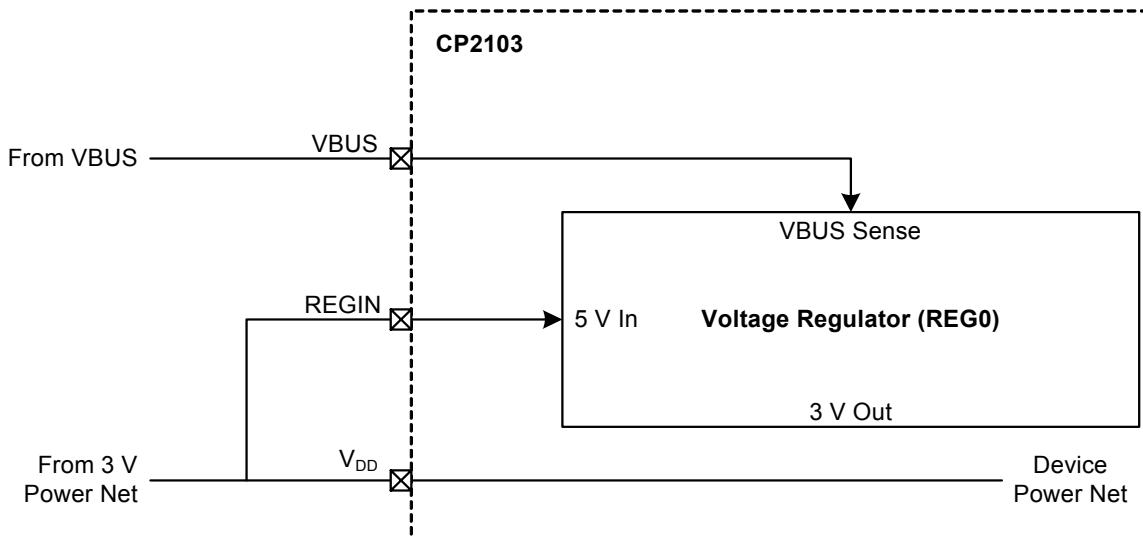 CP2103
VBUS
From VBUS
VBUS Sense
REGIN
5 V In
Voltage Regulator (REG0)
3 V Out
From 3 V
Power Net
VDD
Device
Power Net